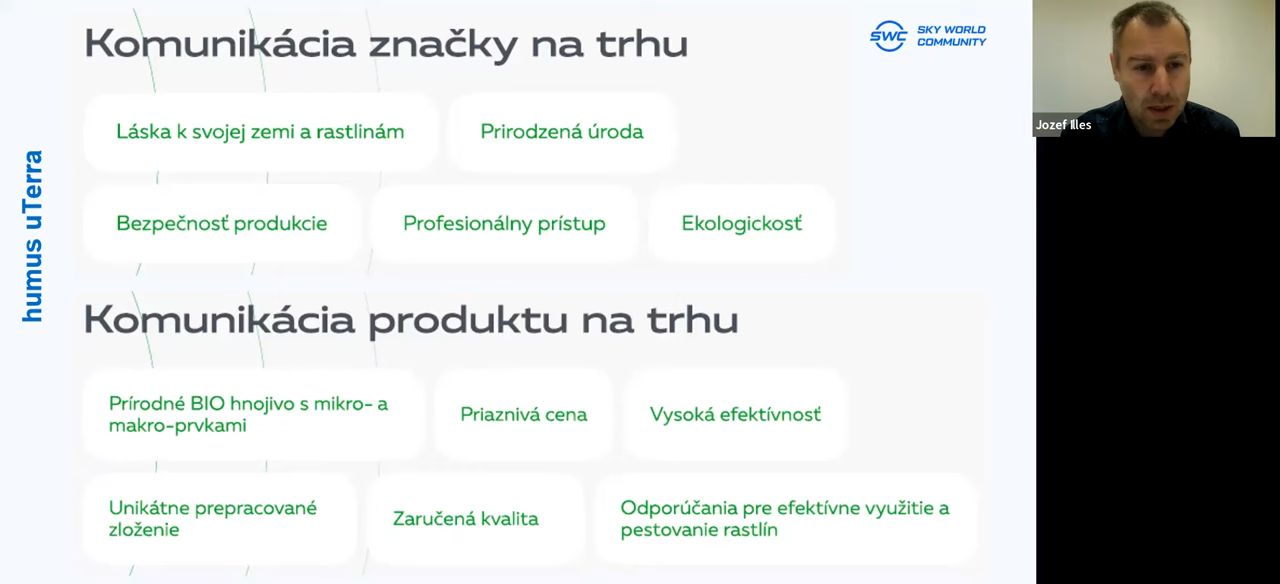 Komunikácia značky na trhu
SWC SKY WORLD
COMMUNITY
Jozef Illes
Láska k svojej zemi a rastlinám
Prirodzená úroda
Bezpečnosť produkcie
Profesionálny prístup
Ekologickosť
humus uTerra
Komunikácia produktu na trhu
Prírodné BIO hnojivo s mikro- a
makro-prvkami
Priaznivá cena
Vysoká efektívnosť
Unikátne prepracované
zloženie
Zaručená kvalita
Odporúčania pre efektívne využitie a
pestovanie rastlín